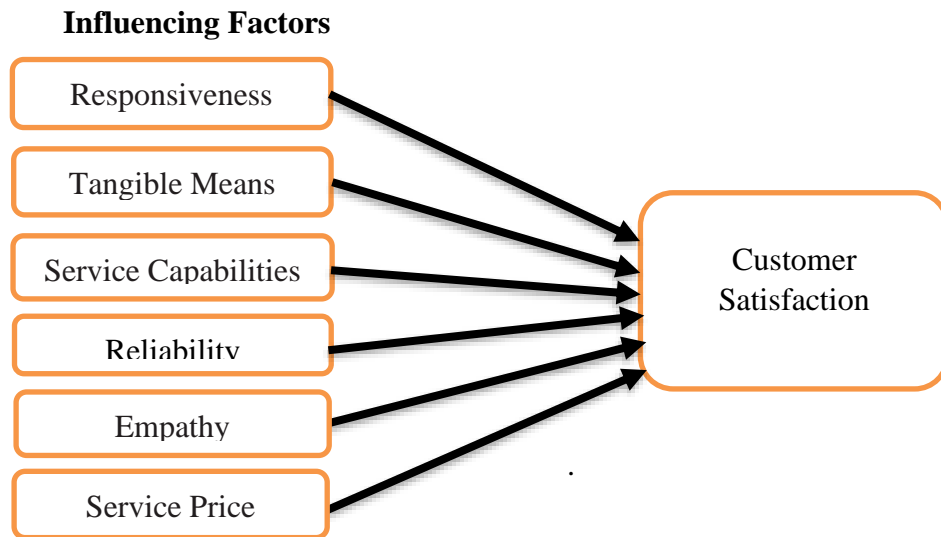 Influencing Factors
Responsiveness
Tangible Means
Service Capabilities
Reliability
Empathy
Service Price
Customer
Satisfaction
.